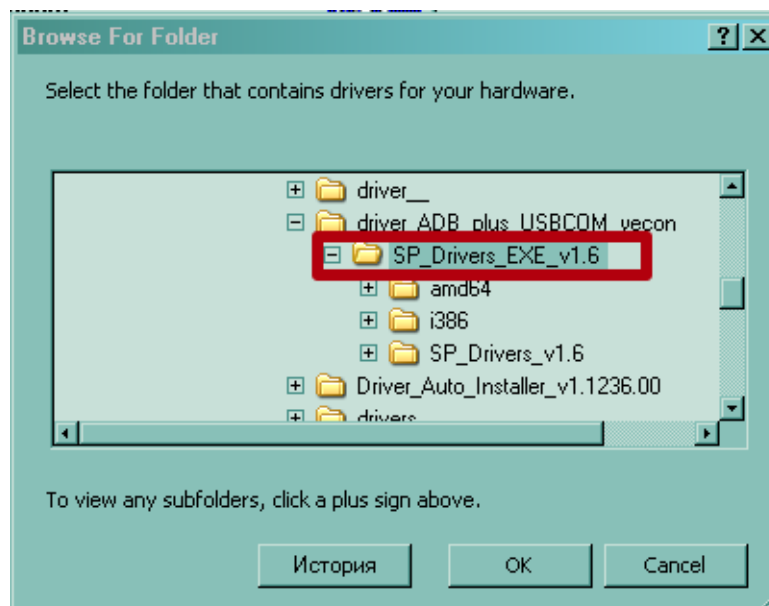 Browse For Folder
Select the folder that contains drivers for your hardware.
driver__
driver_ADB_plus_USBCOM_vecon
SP_Drivers_EXE_v1.6
amd64
i386
SP_Drivers_v1.6
Driver_Auto_Installer_v1.1236.00
drivers
To view any subfolders, click a plus sign above.
История OK Cancel